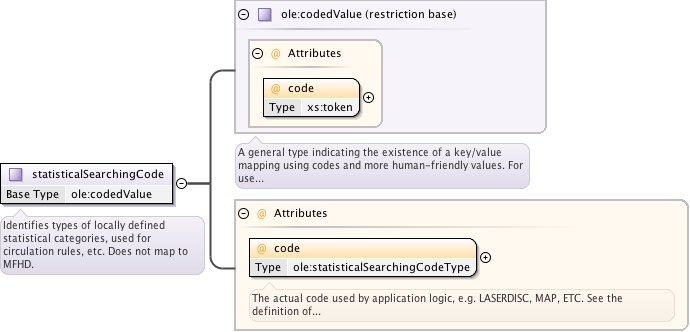 ole:codedValue (restriction base)
@ Attributes
@ code
Type xs:token
A general type indicating the existence of a key/value
mapping using codes and more human-friendly values. For
use...
statisticalSearchingCode
Base Type ole:codedValue
Identifies types of locally defined
statistical categories, used for
circulation rules, etc. Does not map to
MFHD.
@ Attributes
@ code
Type ole:statisticalSearchingCodeType
The actual code used by application logic, e.g. LASERDISC, MAP, ETC. See the
definition of...